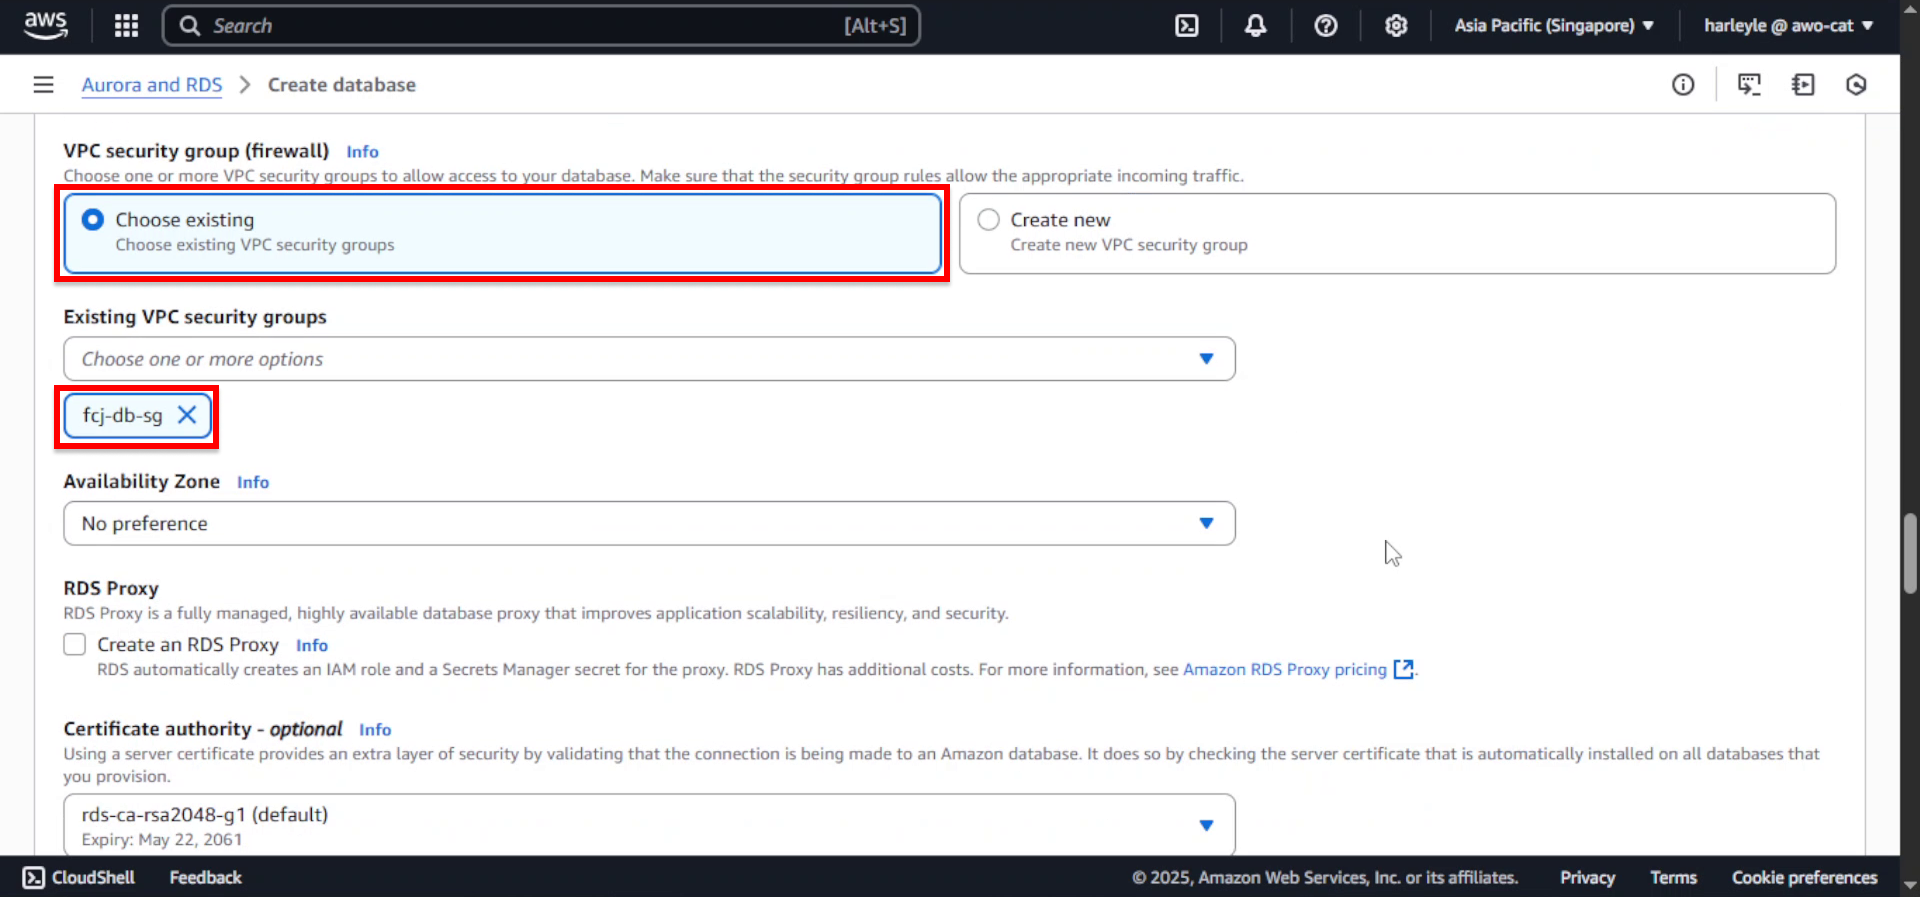 aws
Search [Alt+S]
Asia Pacific (Singapore)
harleyle @ awo-cat
Aurora and RDS
Create database
VPC security group (firewall) Info
Choose one or more VPC security groups to allow access to your database. Make sure that the security group rules allow the appropriate incoming traffic.
Choose existing
Choose existing VPC security groups
Create new
Create new VPC security group
Existing VPC security groups
Choose one or more options
fcj-db-sg
Availability Zone Info
No preference
RDS Proxy
RDS Proxy is a fully managed, highly available database proxy that improves application scalability, resiliency, and security.
Create an RDS Proxy Info
RDS automatically creates an IAM role and a Secrets Manager secret for the proxy. RDS Proxy has additional costs. For more information, see Amazon RDS Proxy pricing.
Certificate authority - optional Info
Using a server certificate provides an extra layer of security by validating that the connection is being made to an Amazon database. It does so by checking the server certificate that is automatically installed on all databases that
you provision.
rds-ca-rsa2048-g1 (default)
Expiry: May 22, 2061
CloudShell Feedback
© 2025, Amazon Web Services, Inc. or its affiliates. Privacy Terms Cookie preferences